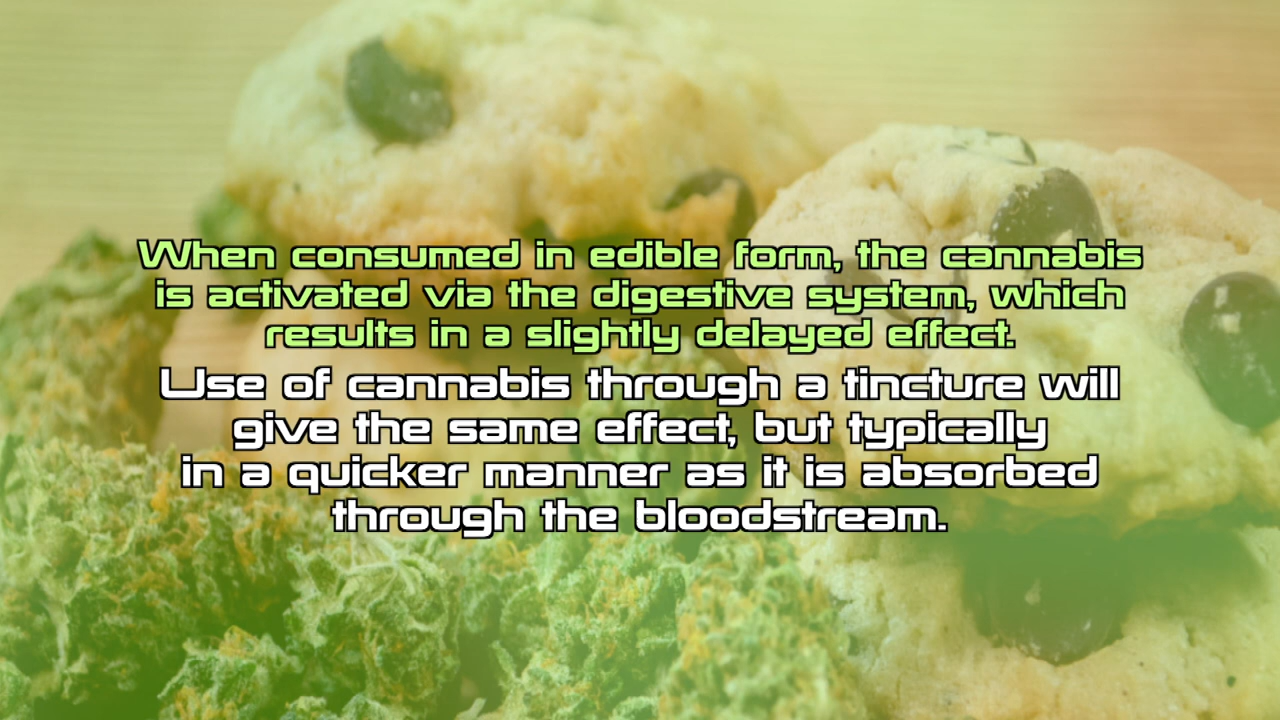 When consumed in edible form, the cannabis
is activated via the digestive system, which
results in a slightly delayed effect.
Use of cannabis through a tincture will
give the same effect, but typically
in a quicker manner as it is absorbed
through the bloodstream.